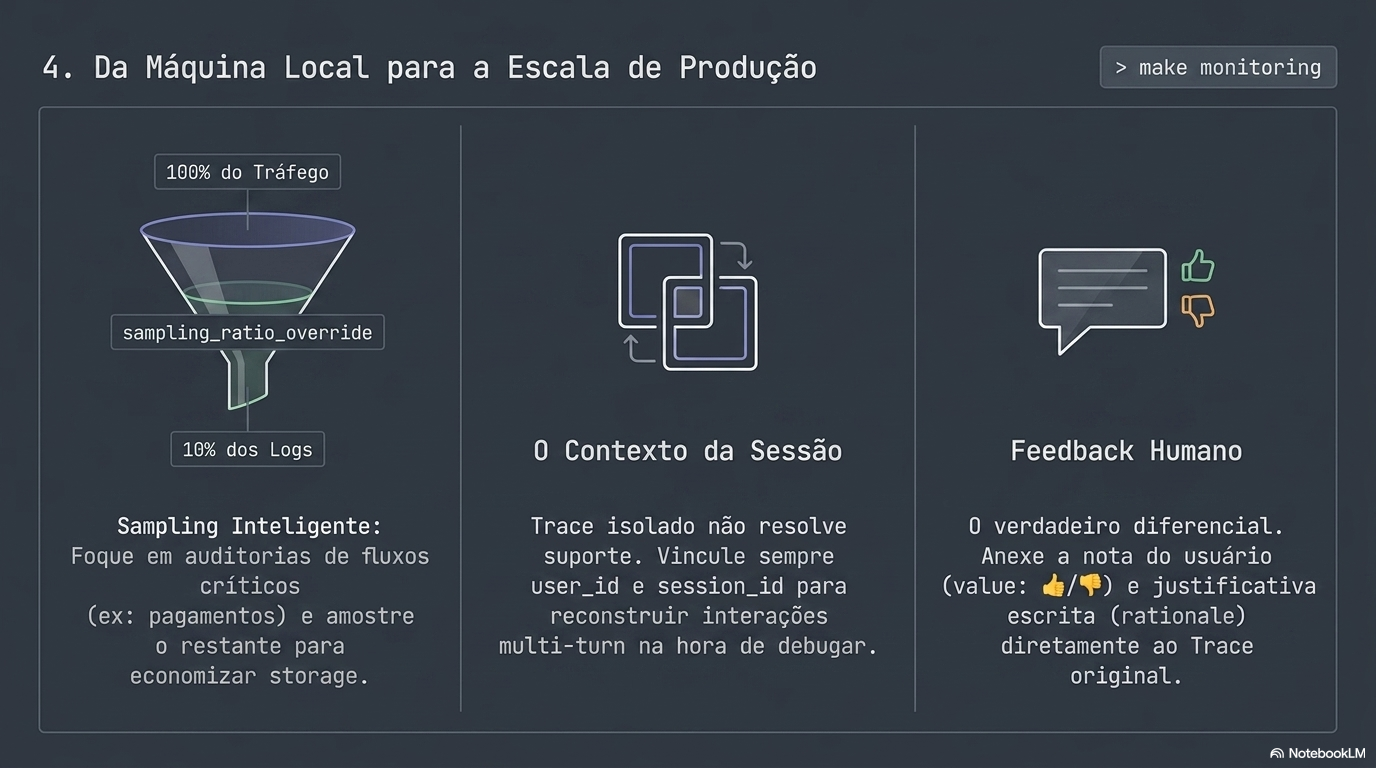 4. Da Máquina Local para a Escala de Produção
> make monitoring
100% do Tráfego
sampling_ratio_override
10% dos Logs
Sampling Inteligente:
Foque em auditorias de fluxos
críticos
(ex: pagamentos) e amostre
o restante para
economizar storage.
O Contexto da Sessão
Trace isolado não resolve
suporte. Vincule sempre
user_id e session_id para
reconstruir interações
multi-turn na hora de debugar.
Feedback Humano
O verdadeiro diferencial.
Anexe a nota do usuário
(value: 👍/👎) e justificativa
escrita (rationale)
diretamente ao Trace
original.
NotebookLM